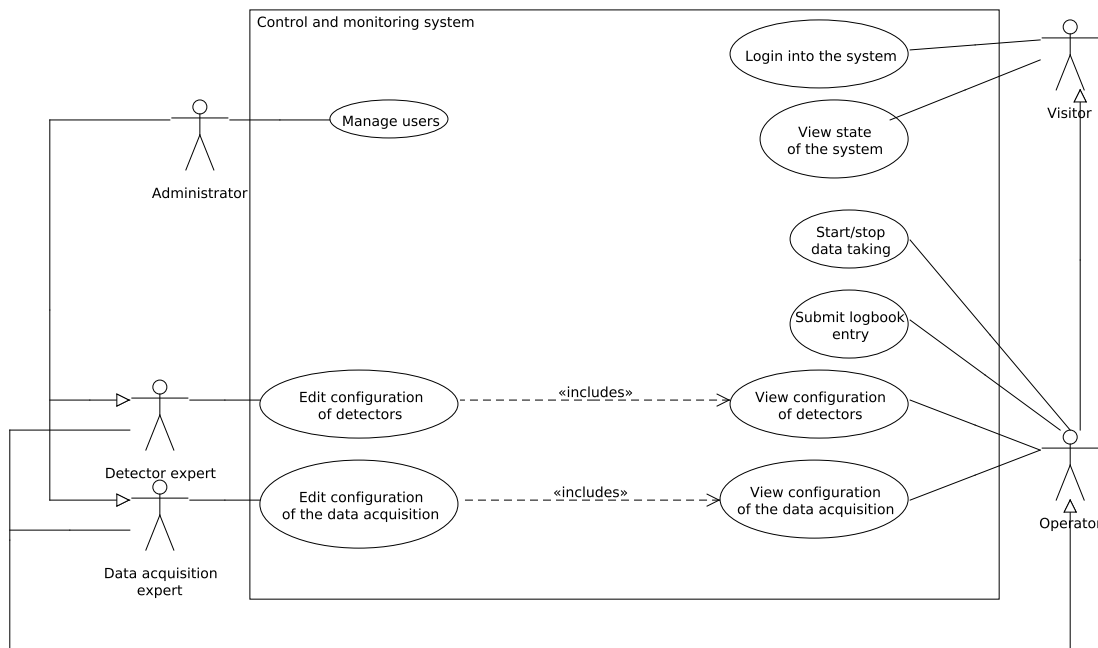 Control and monitoring system
Login into the system
Visitor
View state
of the system
Manage users
Administrator
Start/stop
data taking
Submit logbook
entry
Edit configuration
of detectors
«includes»
View configuration
of detectors
Detector expert
Edit configuration
of the data acquisition
«includes»
View configuration
of the data acquisition
Operator
Data acquisition
expert